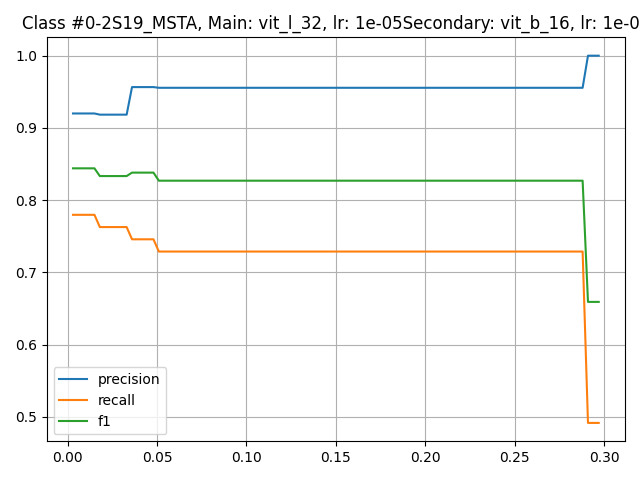 Class #0-2S19_MSTA, Main: vit_l_32, lr: 1e-05Secondary: vit_b_16, lr: 1e-0
1.0
0.9
0.8
0.7
0.6
0.5
precision
recall
f1
0.00 0.05 0.10 0.15 0.20 0.25 0.30